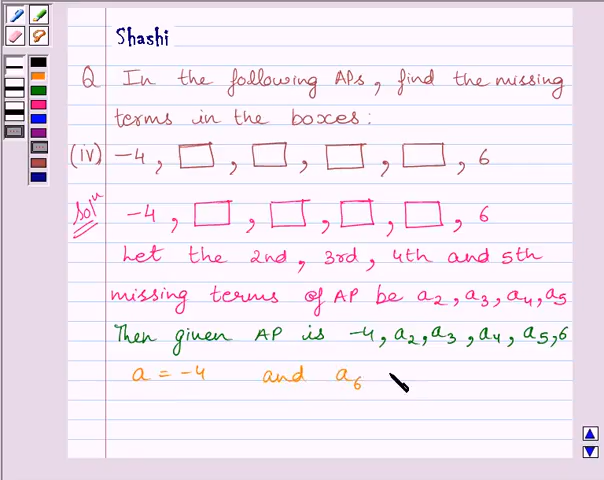 Shashi
Q In the following APs, find the missing
terms in the boxes:
(iv) -4, □, □, □, □, 6
Solⁿ -4, □, □, □, □, 6
Let the 2nd, 3rd, 4th and 5th
missing terms of AP be a₂, a₃, a₄, a₅
Then given AP is -4, a₂, a₃, a₄, a₅, 6
a = -4 and a₆